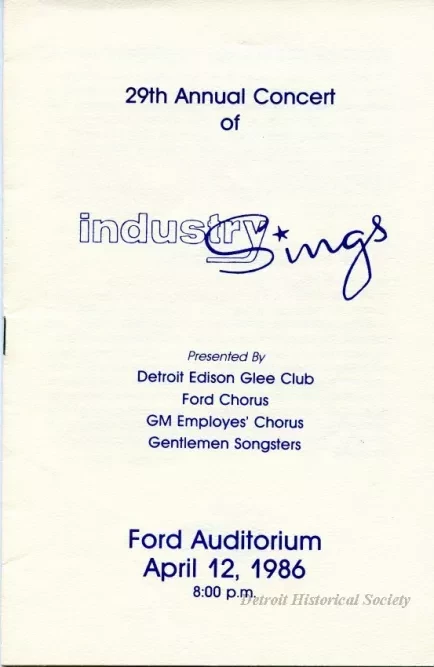 29th Annual Concert
of
industry Sings
Presented By
Detroit Edison Glee Club
Ford Chorus
GM Employes' Chorus
Gentlemen Songsters
Ford Auditorium
April 12, 1986
8:00 p.m.
Detroit Historical Society